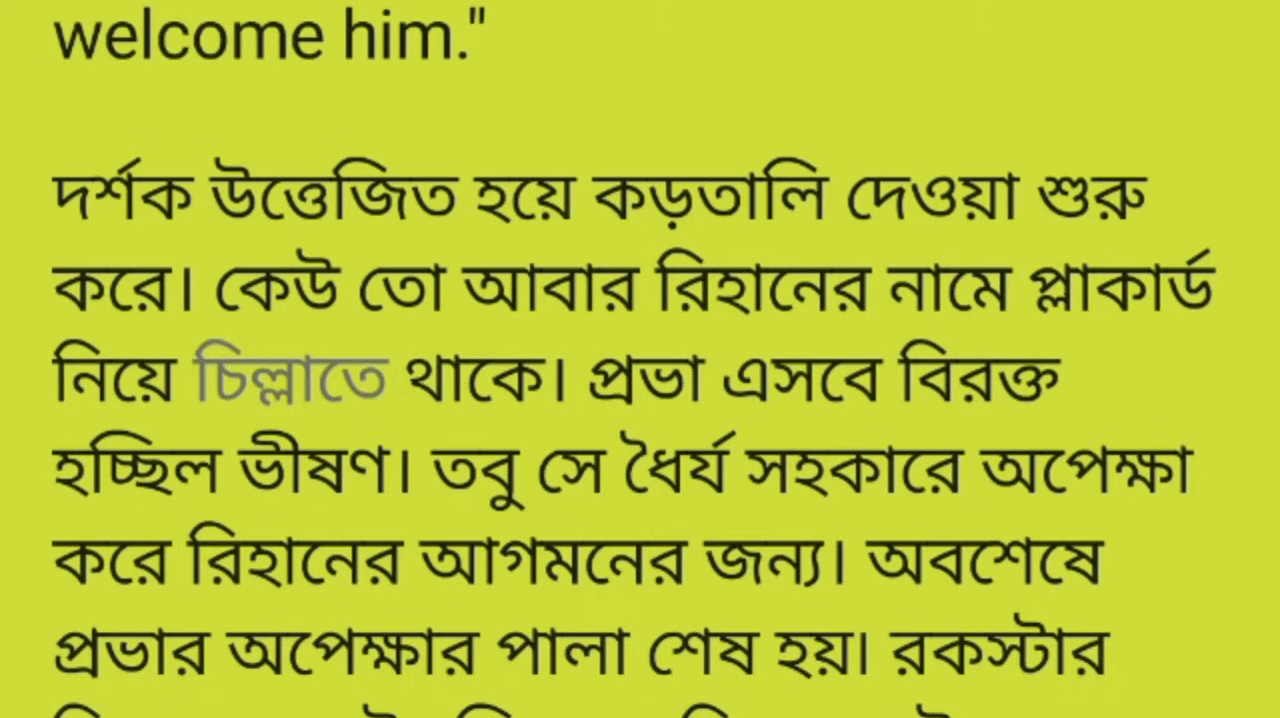 welcome him."
দর্শক উত্তেজিত হয়ে কড়তালি দেওয়া শুরু
করে। কেউ তো আবার রিহানের নামে প্লাকার্ড
নিয়ে চিল্লাতে থাকে। প্রভা এসবে বিরক্ত
হচ্ছিল ভীষণ। তবু সে ধৈর্য সহকারে অপেক্ষা
করে রিহানের আগমনের জন্য। অবশেষে
প্রভার অপেক্ষার পালা শেষ হয়। রকস্টার